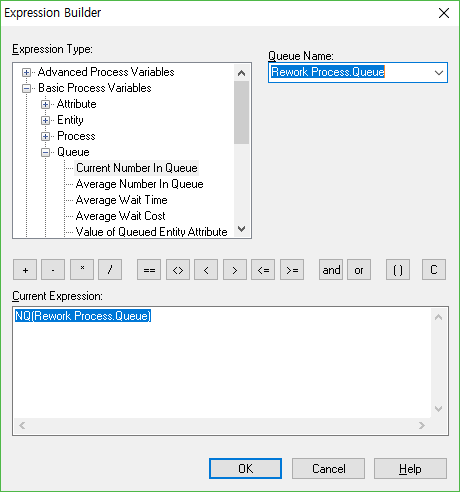 Expression Builder
Expression Type:
Queue Name:
Rework Process.Queue
Advanced Process Variables
Basic Process Variables
Attribute
Entity
Process
Queue
Current Number In Queue
Average Number In Queue
Average Wait Time
Average Wait Cost
Value of Queued Entity Attribute
+ - * / == <> < > <= >= and or ( ) C
Current Expression:
NQ(Rework Process.Queue)
OK Cancel Help